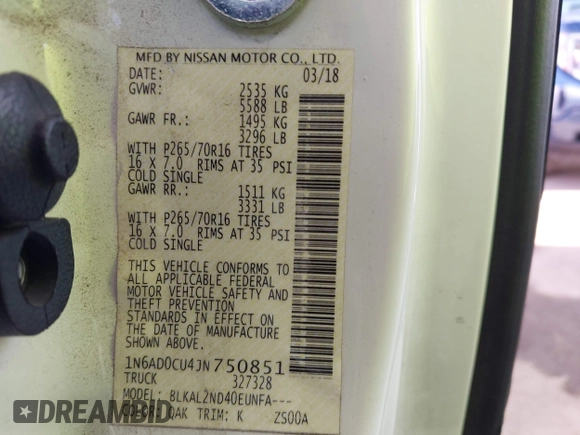 MFD BY NISSAN MOTOR CO., LTD.
DATE: 03/18
GVWR: 2535 KG
5588 LB
GAWR FR.: 1495 KG
3296 LB
WITH P265/70R16 TIRES
16 X 7.0 RIMS AT 35 PSI
COLD SINGLE
GAWR RR.: 1511 KG
3331 LB
WITH P265/70R16 TIRES
16 X 7.0 RIMS AT 35 PSI
COLD SINGLE
THIS VEHICLE CONFORMS TO
ALL APPLICABLE FEDERAL
MOTOR VEHICLE SAFETY AND
THEFT PREVENTION
STANDARDS IN EFFECT ON
THE DATE OF MANUFACTURE
SHOWN ABOVE.
1N6AD0CU4JN750851
TRUCK 327328
MODEL: BLKAL2ND40EUNFA---
COLOR: QAK TRIM: K ZS00A
AUTOBIDCAR